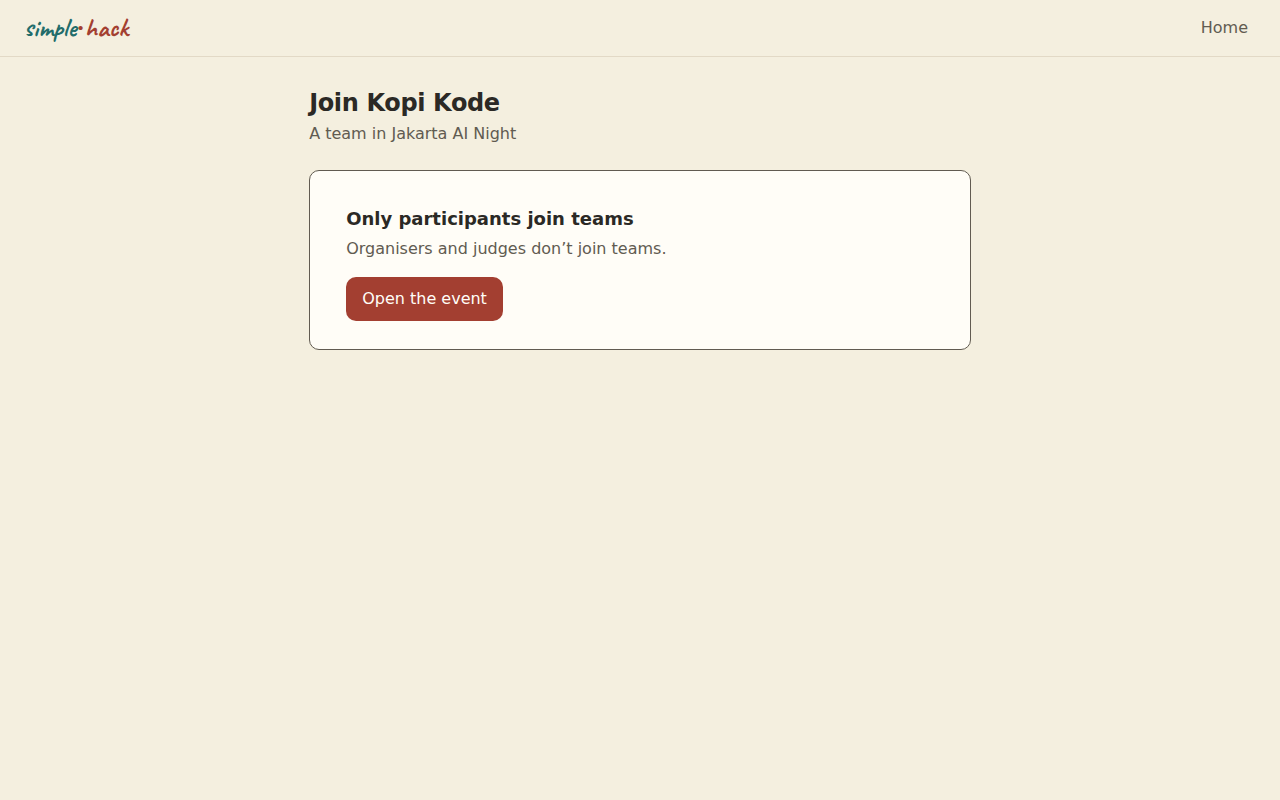 simple·hack
Home
Join Kopi Kode
A team in Jakarta AI Night
Only participants join teams
Organisers and judges don’t join teams.
Open the event